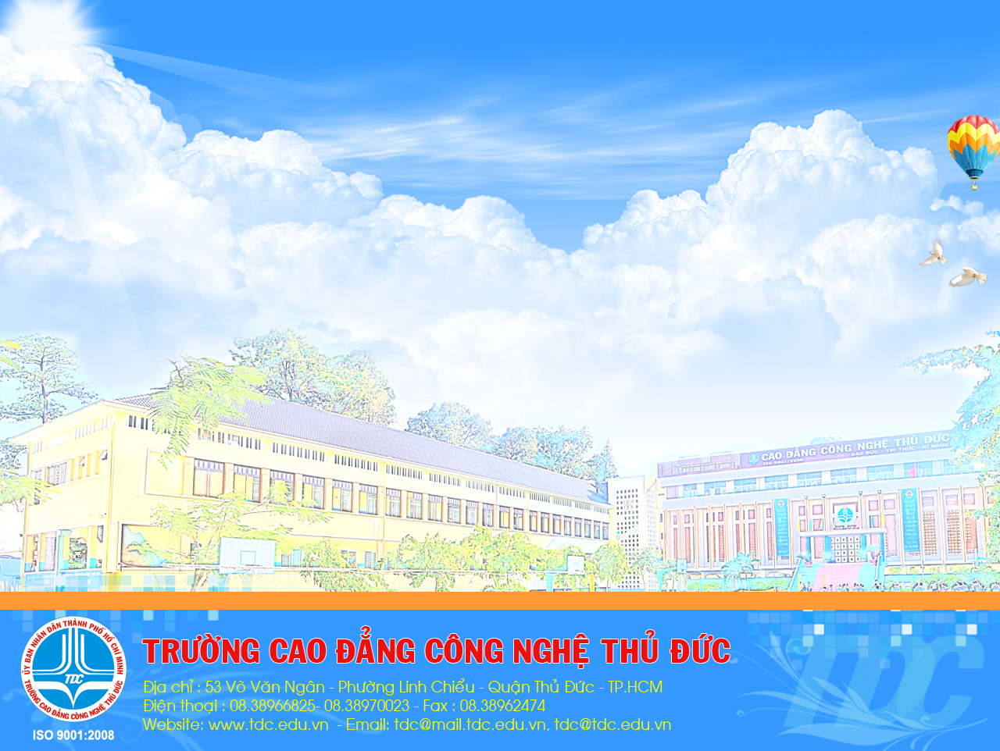 CAO ĐẲNG CÔNG NGHỆ THỦ ĐỨC
ISO 9001:2008
ĐẠO ĐỨC - TRI THỨC - KĨ NĂNG
ỦY BAN NHÂN DÂN THÀNH PHỐ HỒ CHÍ MINH
TDC
TRƯỜNG CAO ĐẲNG CÔNG NGHỆ THỦ ĐỨC
ISO 9001:2008
TRƯỜNG CAO ĐẲNG CÔNG NGHỆ THỦ ĐỨC
Địa chỉ : 53 Võ Văn Ngân - Phường Linh Chiểu - Quận Thủ Đức - TP.HCM
Điện thoại : 08.38966825- 08.38970023 - Fax : 08.38962474
Website: www.tdc.edu.vn - Email: tdc@mail.tdc.edu.vn, tdc@tdc.edu.vn
TDC